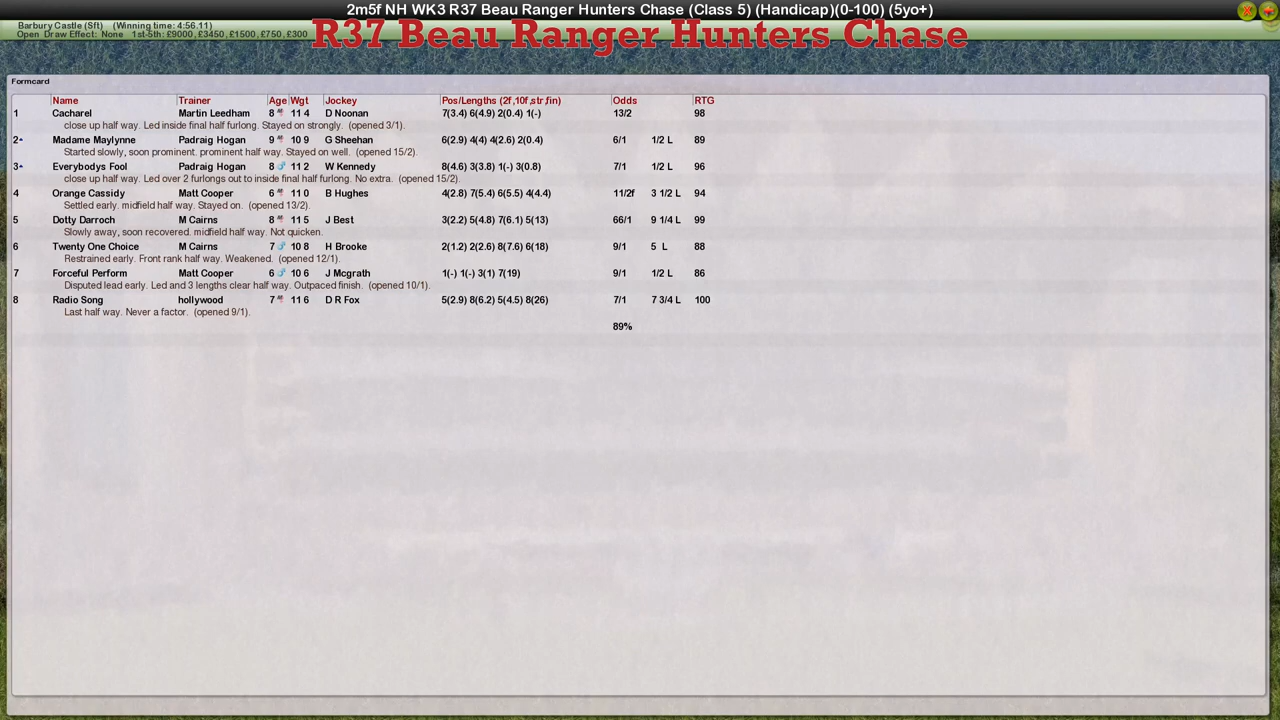 2m5f NH WK3 R37 Beau Ranger Hunters Chase (Class 5) (Handicap)(0-100) (5yo+)
Barbury Castle (Sft) (Winning time: 4:56.11)
Open Draw Effect: None 1st-5th: £9000, £3450, £1500, £750, £300
R37 Beau Ranger Hunters Chase
Formcard
Name Trainer Age Wgt Jockey Pos/Lengths (2f,10f,str,fin) Odds RTG
1 Cacharel Martin Leedham 8 11 4 D Noonan 7(3.4) 6(4.9) 2(0.4) 1(-) 13/2 98
close up half way. Led inside final half furlong. Stayed on strongly. (opened 3/1).
2 Madame Maylynne Padraig Hogan 9 10 9 G Sheehan 6(2.9) 4(4) 4(2.6) 2(0.4) 6/1 1/2 L 89
Started slowly, soon prominent. prominent half way. Stayed on well. (opened 15/2).
3 Everybodys Fool Padraig Hogan 8 11 2 W Kennedy 8(4.6) 3(3.8) 1(-) 3(0.8) 7/1 1/2 L 96
close up half way. Led over 2 furlongs out to inside final half furlong. No extra. (opened 15/2).
4 Orange Cassidy Matt Cooper 6 11 0 B Hughes 4(2.8) 7(5.4) 6(5.5) 4(4.4) 11/2f 3 1/2 L 94
Settled early. midfield half way. Stayed on. (opened 13/2).
5 Dotty Darroch M Cairns 8 11 5 J Best 3(2.2) 5(4.8) 7(6.1) 5(13) 66/1 9 1/4 L 99
Slowly away, soon recovered. midfield half way. Not quicken.
6 Twenty One Choice M Cairns 7 10 8 H Brooke 2(1.2) 2(2.6) 8(7.6) 6(18) 9/1 5 L 88
Restrained early. Front rank half way. Weakened. (opened 12/1).
7 Forceful Perform Matt Cooper 6 10 6 J Mcgrath 1(-) 1(-) 3(1) 7(19) 9/1 1/2 L 86
Disputed lead early. Led and 3 lengths clear half way. Outpaced finish. (opened 10/1).
8 Radio Song hollywood 7 11 6 D R Fox 5(2.9) 8(6.2) 5(4.5) 8(26) 7/1 7 3/4 L 100
Last half way. Never a factor. (opened 9/1).
89%